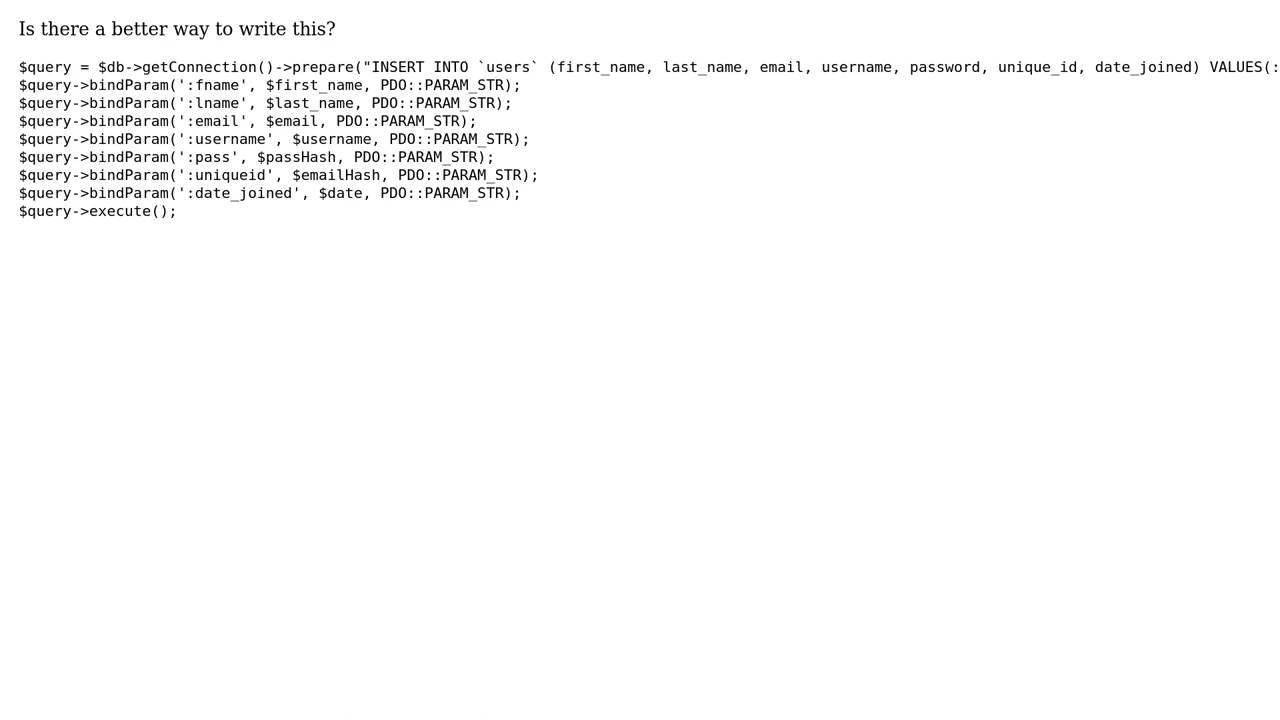 Is there a better way to write this?
$query = $db->getConnection()->prepare("INSERT INTO `users` (first_name, last_name, email, username, password, unique_id, date_joined) VALUES(:
$query->bindParam(':fname', $first_name, PDO::PARAM_STR);
$query->bindParam(':lname', $last_name, PDO::PARAM_STR);
$query->bindParam(':email', $email, PDO::PARAM_STR);
$query->bindParam(':username', $username, PDO::PARAM_STR);
$query->bindParam(':pass', $passHash, PDO::PARAM_STR);
$query->bindParam(':uniqueid', $emailHash, PDO::PARAM_STR);
$query->bindParam(':date_joined', $date, PDO::PARAM_STR);
$query->execute();